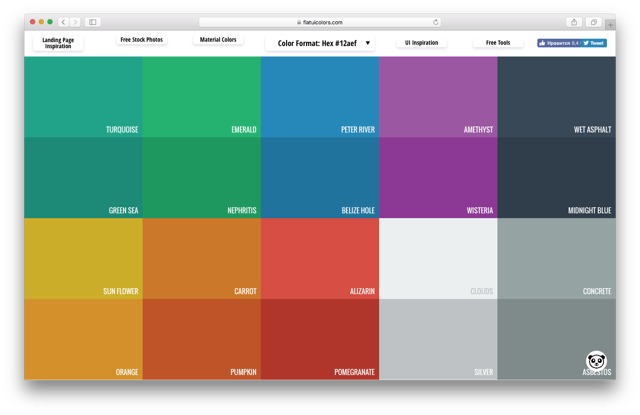 flatuicolors.com
Landing Page
Inspiration
Free Stock Photos
Material Colors
Color Format: Hex #12aef
UI Inspiration
Free Tools
Нравится
Tweet
TURQUOISE
EMERALD
PETER RIVER
AMETHYST
WET ASPHALT
GREEN SEA
NEPHRITIS
BELIZE HOLE
WISTERIA
MIDNIGHT BLUE
SUN FLOWER
CARROT
ALIZARIN
CLOUDS
CONCRETE
ORANGE
PUMPKIN
POMEGRANATE
SILVER
ASBESTOS